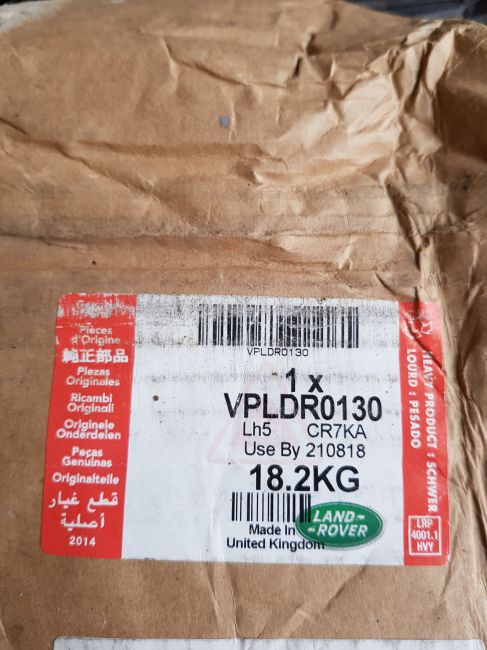 Pièces
d'Origine
純正部品
Piezas
Originales
Ricambi
Originali
Originele
Onderdelen
Peças
Genuinas
Originalteile
قطع غيار
أصلية
2014
VPLDR0130
1 x
VPLDR0130
Lh5 CR7KA
Use By 210818
18.2KG
Made In
United Kingdom
LAND-
ROVER
HEAVY PRODUCT : SCHWER
LOURD : PESADO
LRP
4001.1
HVY